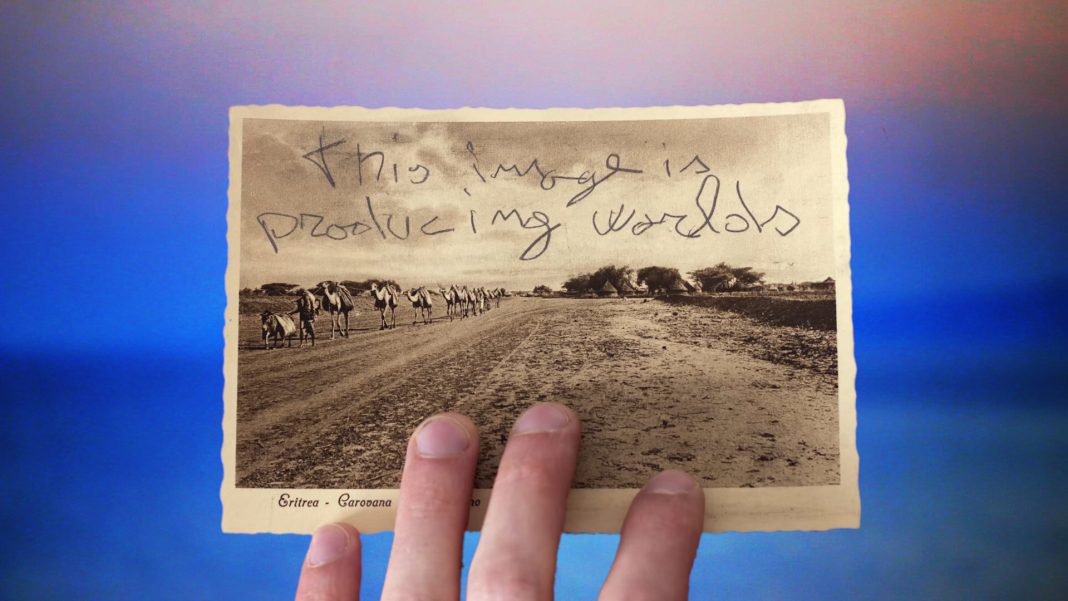 This image is
producing worlds
Eritrea - Carovana